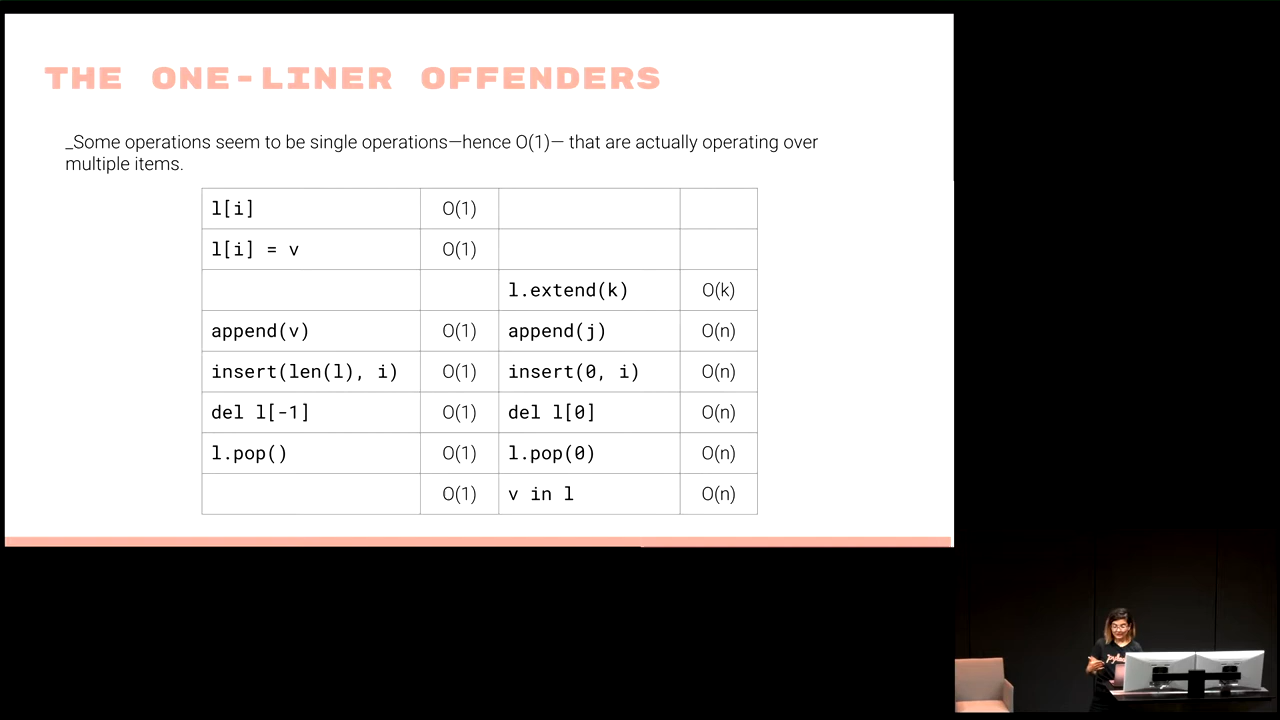 THE ONE-LINER OFFENDERS
_Some operations seem to be single operations—hence O(1)— that are actually operating over
multiple items.
l[i] O(1)
l[i] = v O(1)
l.extend(k) O(k)
append(v) O(1) append(j) O(n)
insert(len(l), i) O(1) insert(0, i) O(n)
del l[-1] O(1) del l[0] O(n)
l.pop() O(1) l.pop(0) O(n)
O(1) v in l O(n)